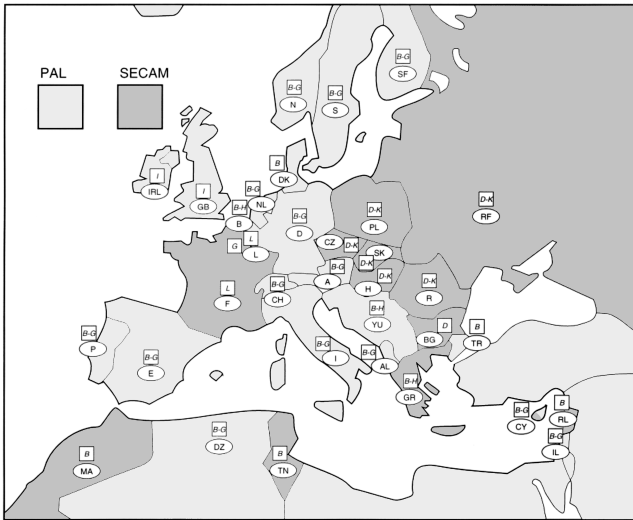 PAL
SECAM
B-G
SF
B-G
N
B-G
S
I
IRL
I
GB
B
DK
B-G
NL
B-H
B
B-G
D
D-K
PL
D-K
RF
G
L
L
CZ
D-K
SK
D-K
D-K
H
B-G
A
L
F
B-G
CH
D-K
R
B-H
YU
D
BG
B
TR
B-G
P
B-G
E
B-G
I
B-G
AL
B-H
GR
B-G
CY
B
RL
B-G
IL
B
MA
B-G
DZ
B
TN